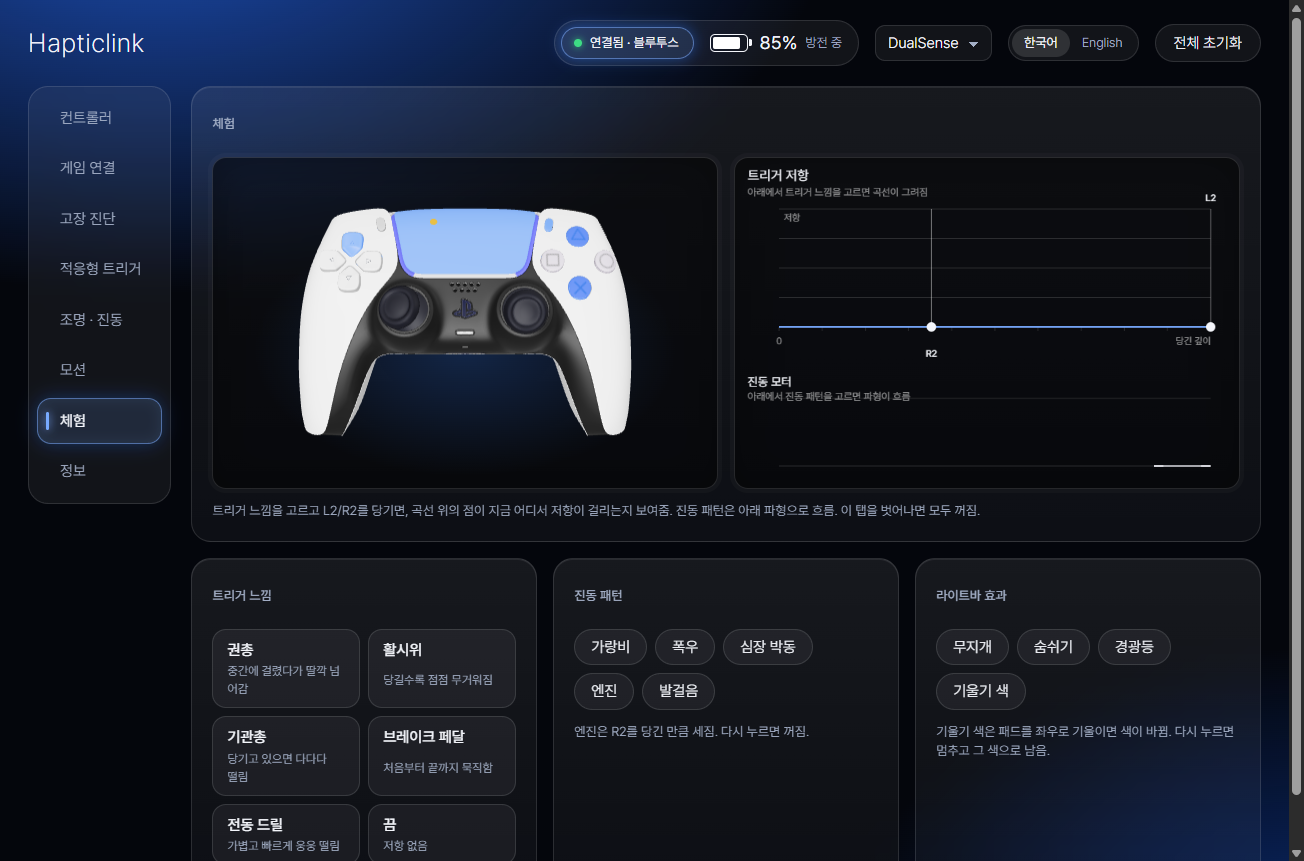 Hapticlink
연결됨 · 블루투스
85% 방전 중
DualSense
한국어
English
전체 초기화
컨트롤러
게임 연결
고장 진단
적응형 트리거
조명 · 진동
모션
체험
정보
체험
트리거 저항
아래에서 트리거 느낌을 고르면 곡선이 그려짐
L2
저항
0
당긴 깊이
R2
진동 모터
아래에서 진동 패턴을 고르면 파형이 흐름
트리거 느낌을 고르고 L2/R2를 당기면, 곡선 위의 점이 지금 어디서 저항이 걸리는지 보여줌. 진동 패턴은 아래 파형으로 흐름. 이 탭을 벗어나면 모두 꺼짐.
트리거 느낌
권총
중간에 걸렸다가 딸깍 넘
어감
활시위
당길수록 점점 무거워짐
기관총
당기고 있으면 다다다
떨림
브레이크 페달
처음부터 끝까지 묵직함
전동 드릴
가볍고 빠르게 웅웅 떨림
끔
저항 없음
진동 패턴
가랑비
폭우
심장 박동
엔진
발걸음
엔진은 R2를 당긴 만큼 세짐. 다시 누르면 꺼짐.
라이트바 효과
무지개
숨쉬기
경광등
기울기 색
기울기 색은 패드를 좌우로 기울이면 색이 바뀜. 다시 누르면
멈추고 그 색으로 남음.